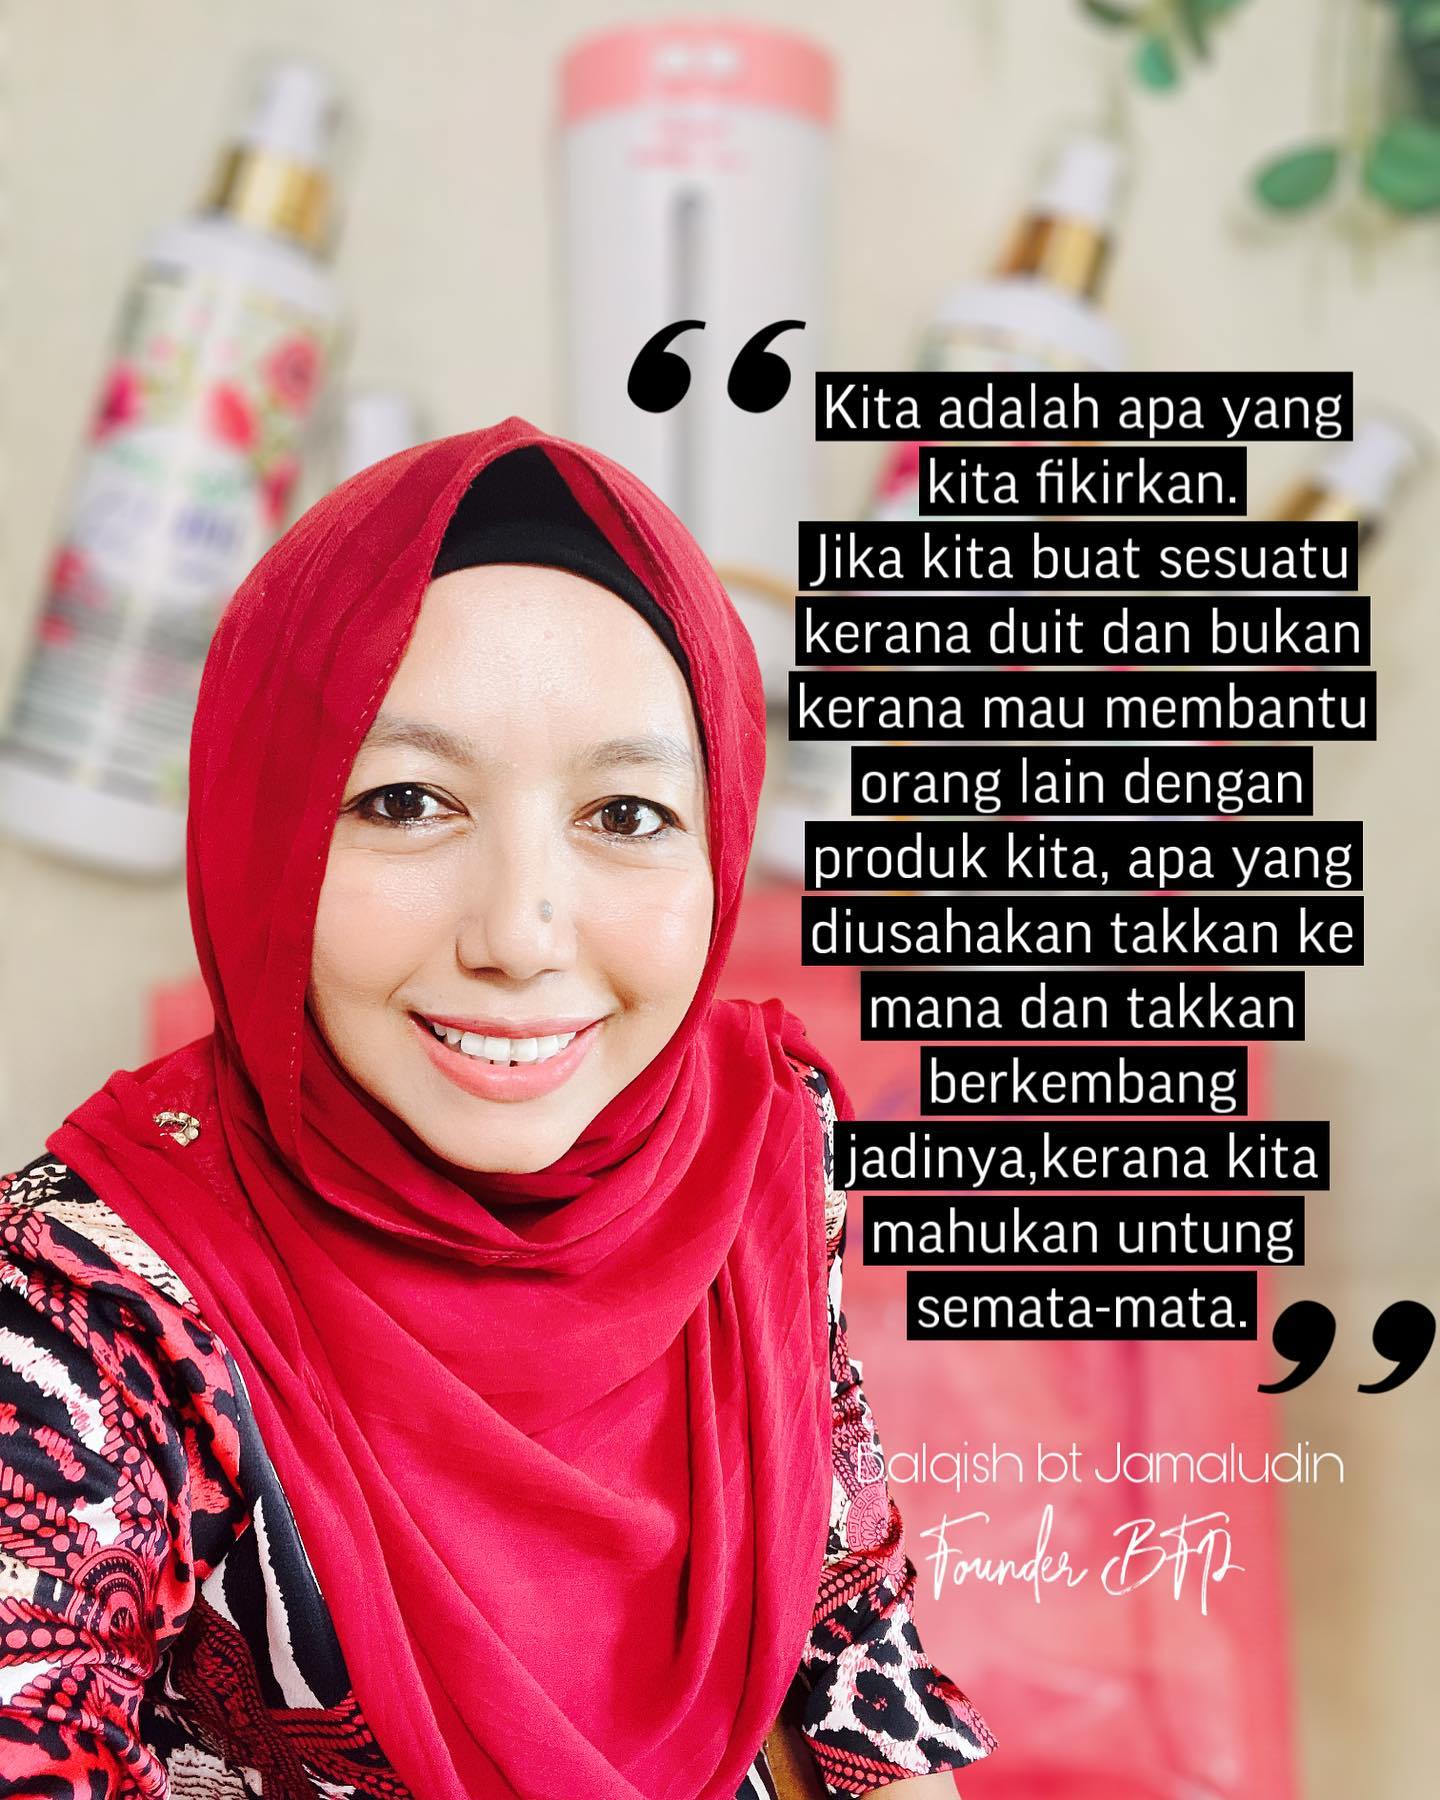 Kita adalah apa yang
kita fikirkan.
Jika kita buat sesuatu
kerana duit dan bukan
kerana mau membantu
orang lain dengan
produk kita, apa yang
diusahakan takkan ke
mana dan takkan
berkembang
jadinya,kerana kita
mahukan untung
semata-mata.
Balqish bt Jamaludin
Founder BFP